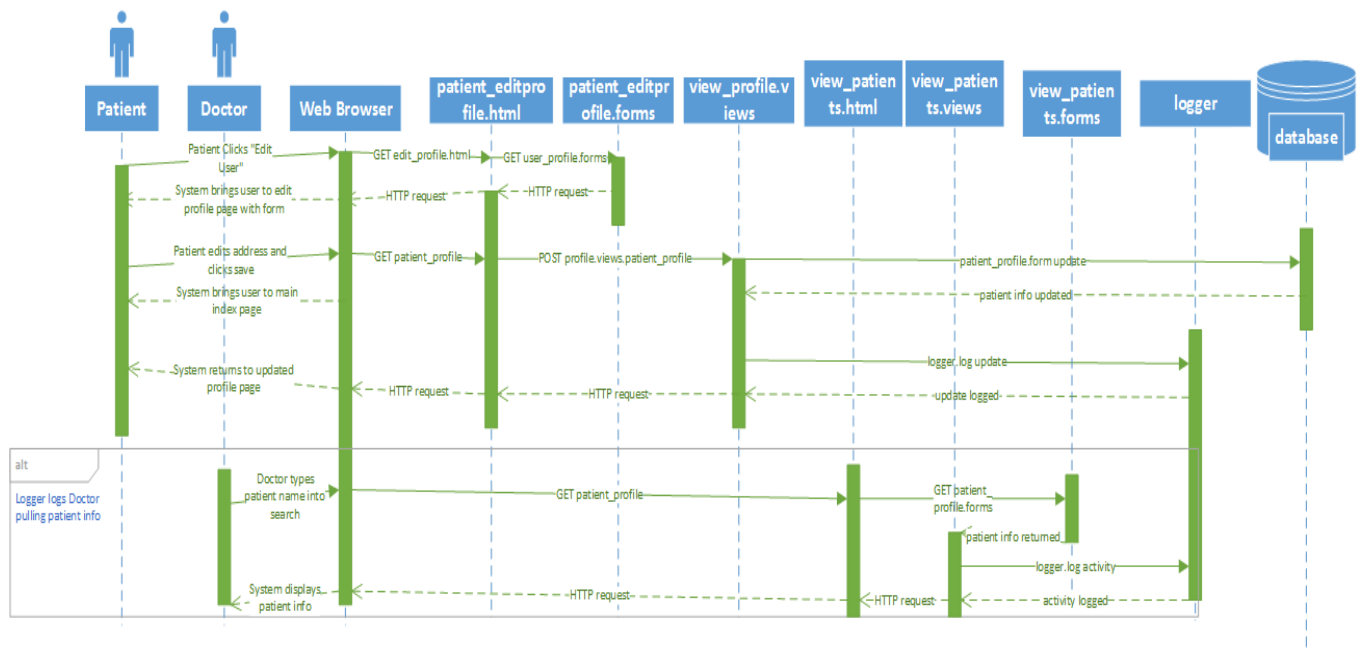 Patient
Doctor
Web Browser
patient_editpro
file.html
patient_editpr
ofile.forms
view_profile.v
iews
view_patien
ts.html
view_patien
ts.views
view_patien
ts.forms
logger
database
Patient Clicks "Edit
User"
GET edit_profile.html
GET user_profile.forms
System brings user to edit
profile page with form
HTTP request
HTTP request
Patient edits address and
clicks save
GET patient_profile
POST profile.views.patient_profile
patient_profile.form update
System brings user to main
index page
patient info updated
logger.log update
System returns to updated
profile page
HTTP request
HTTP request
update logged
alt
Logger logs Doctor
pulling patient info
Doctor types
patient name into
search
GET patient_profile
GET patient_
profile.forms
patient info returned
logger.log activity
System displays
patient info
HTTP request
HTTP request
activity logged